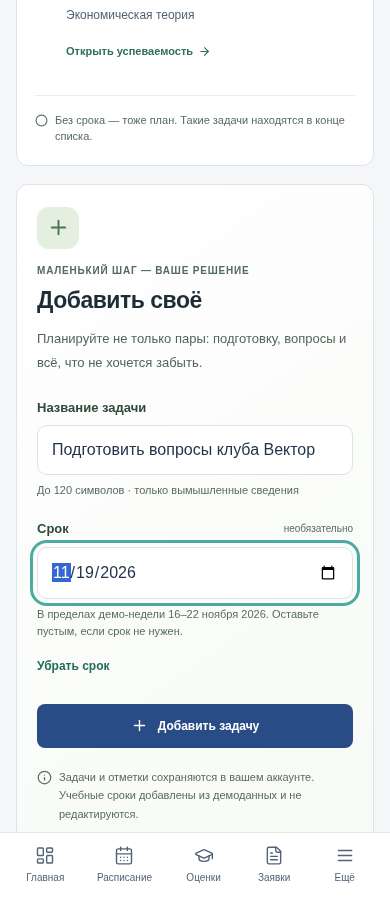 Экономическая теория
Открыть успеваемость
Без срока — тоже план. Такие задачи находятся в конце
списка.
МАЛЕНЬКИЙ ШАГ — ВАШЕ РЕШЕНИЕ
Добавить своё
Планируйте не только пары: подготовку, вопросы и
всё, что не хочется забыть.
Название задачи
Подготовить вопросы клуба Вектор
До 120 символов · только вымышленные сведения
Срок необязательно
11/19/2026
В пределах демо-недели 16–22 ноября 2026. Оставьте
пустым, если срок не нужен.
Убрать срок
Добавить задачу
Задачи и отметки сохраняются в вашем аккаунте.
Учебные сроки добавлены из демоданных и не
редактируются.
Главная Расписание Оценки Заявки Ещё